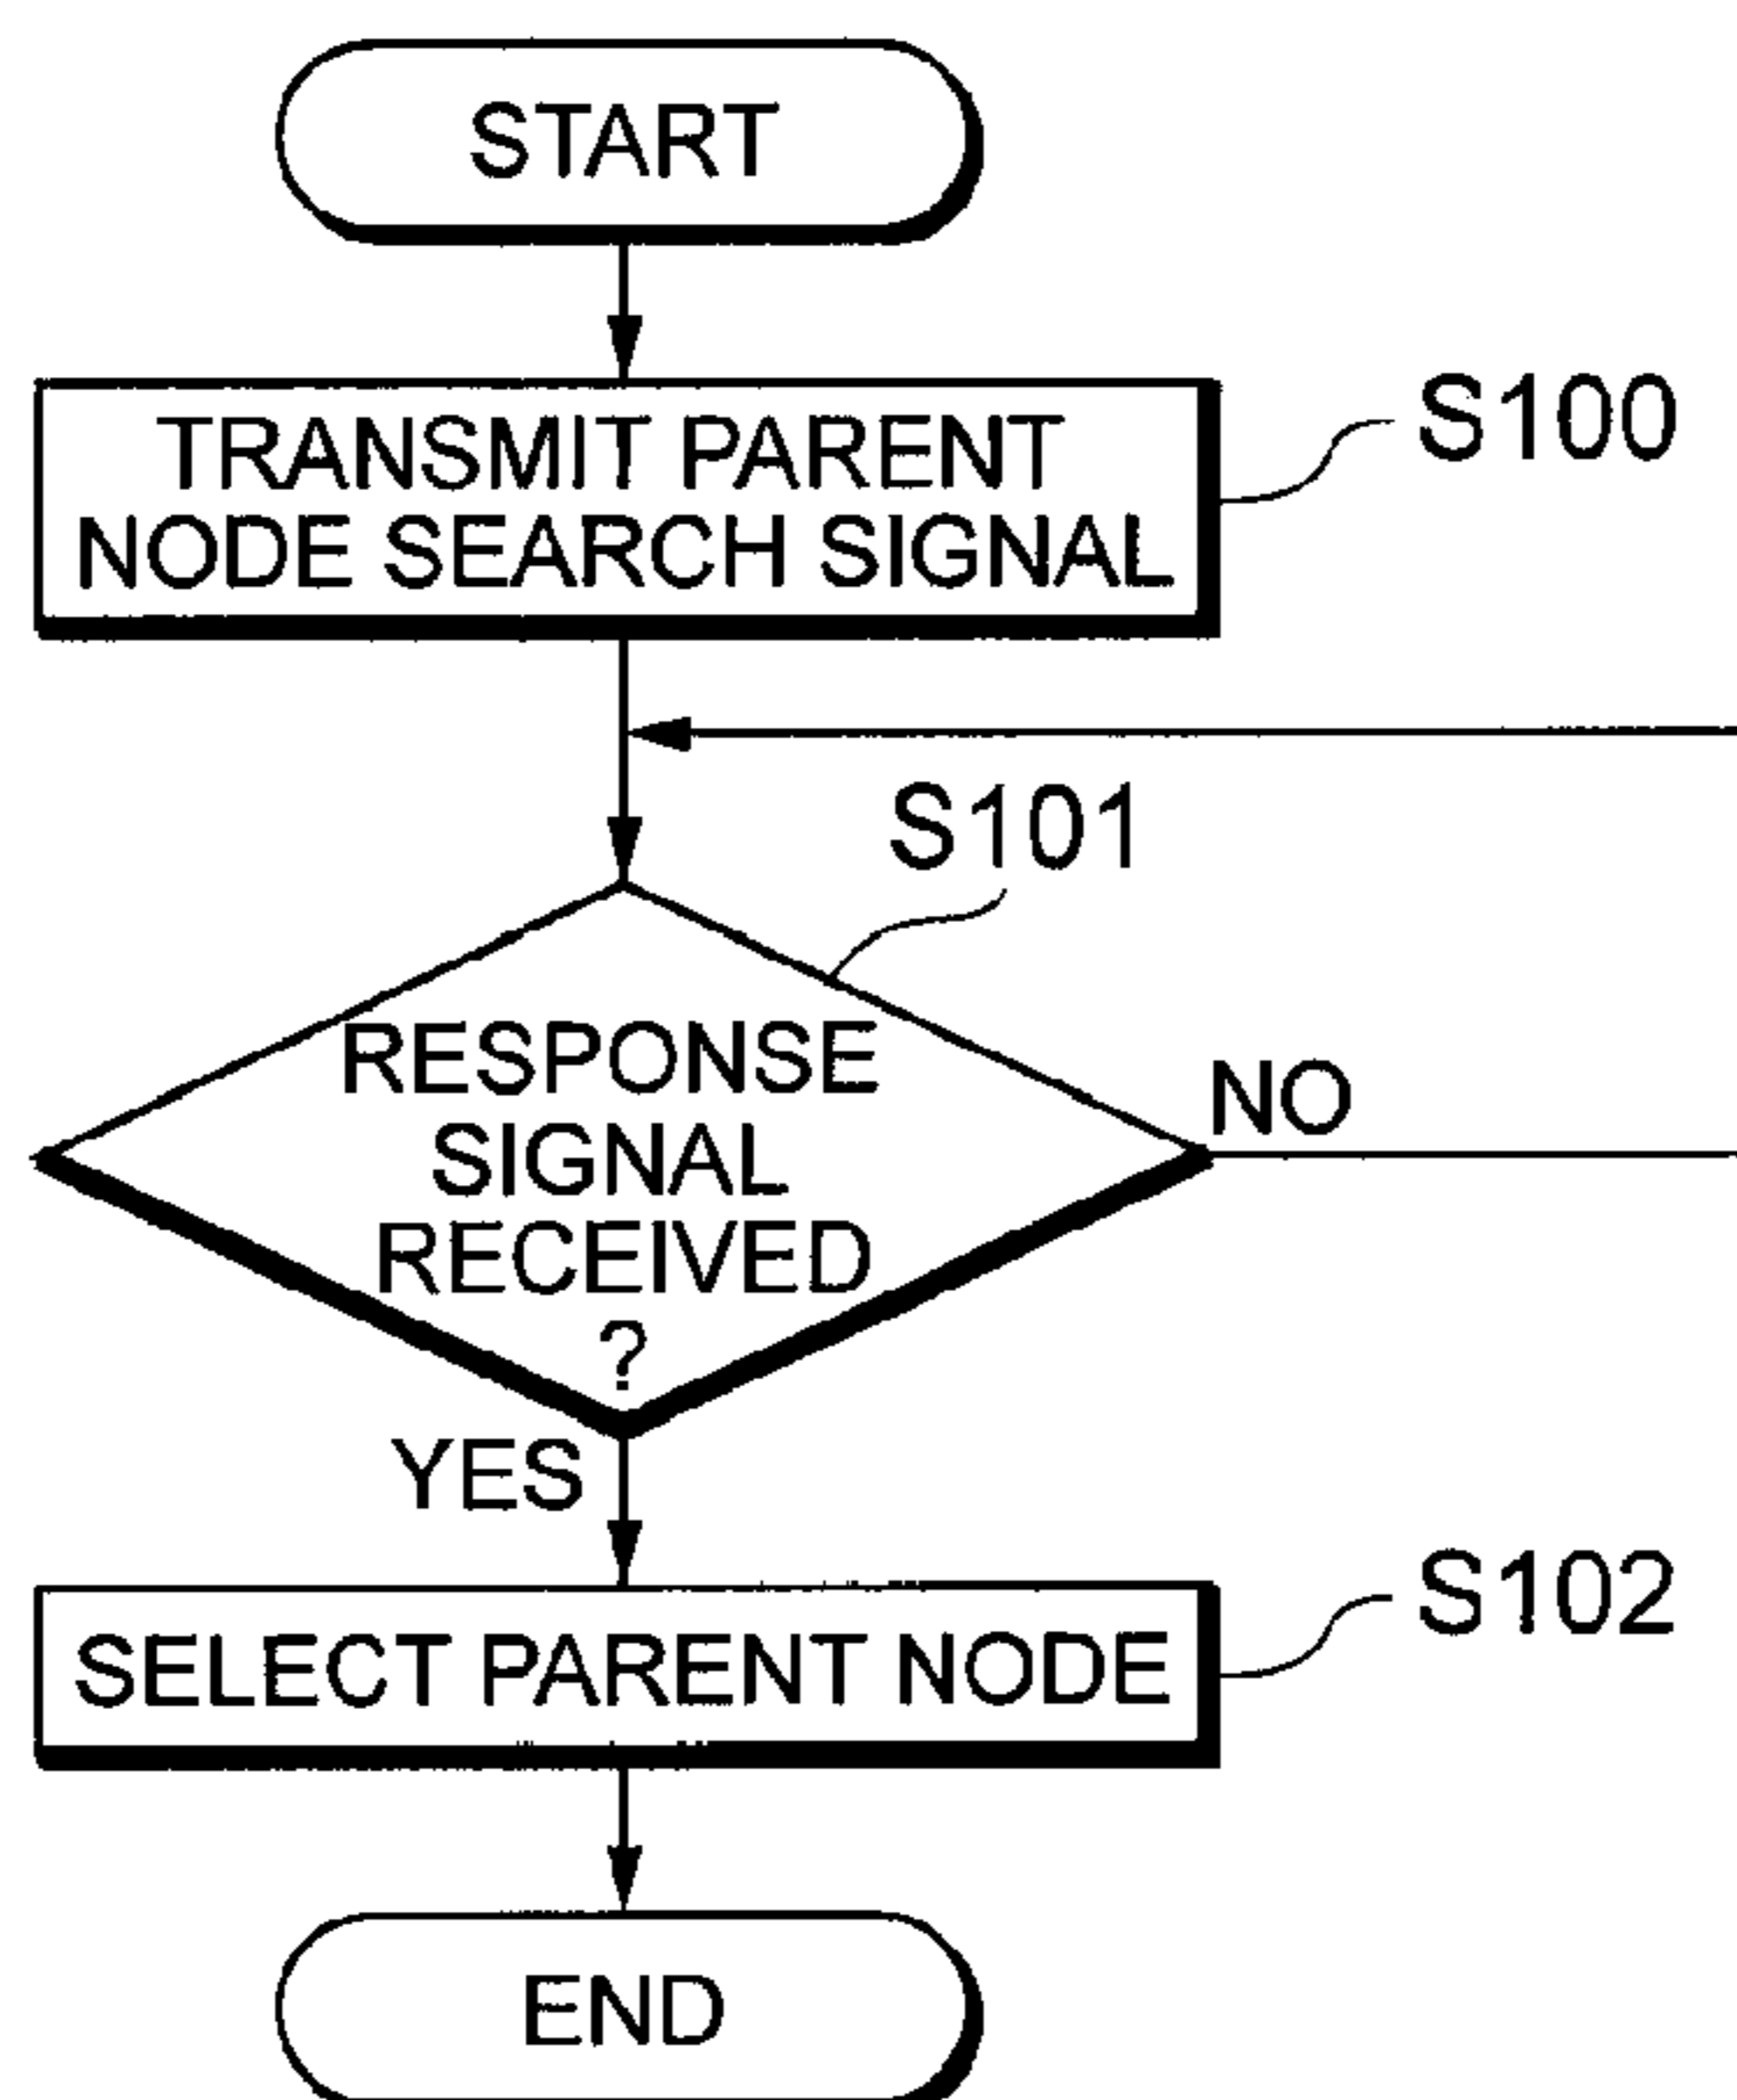 START
TRANSMIT PARENT
NODE SEARCH SIGNAL
S100
S101
RESPONSE
SIGNAL
RECEIVED
?
NO
YES
SELECT PARENT NODE
S102
END